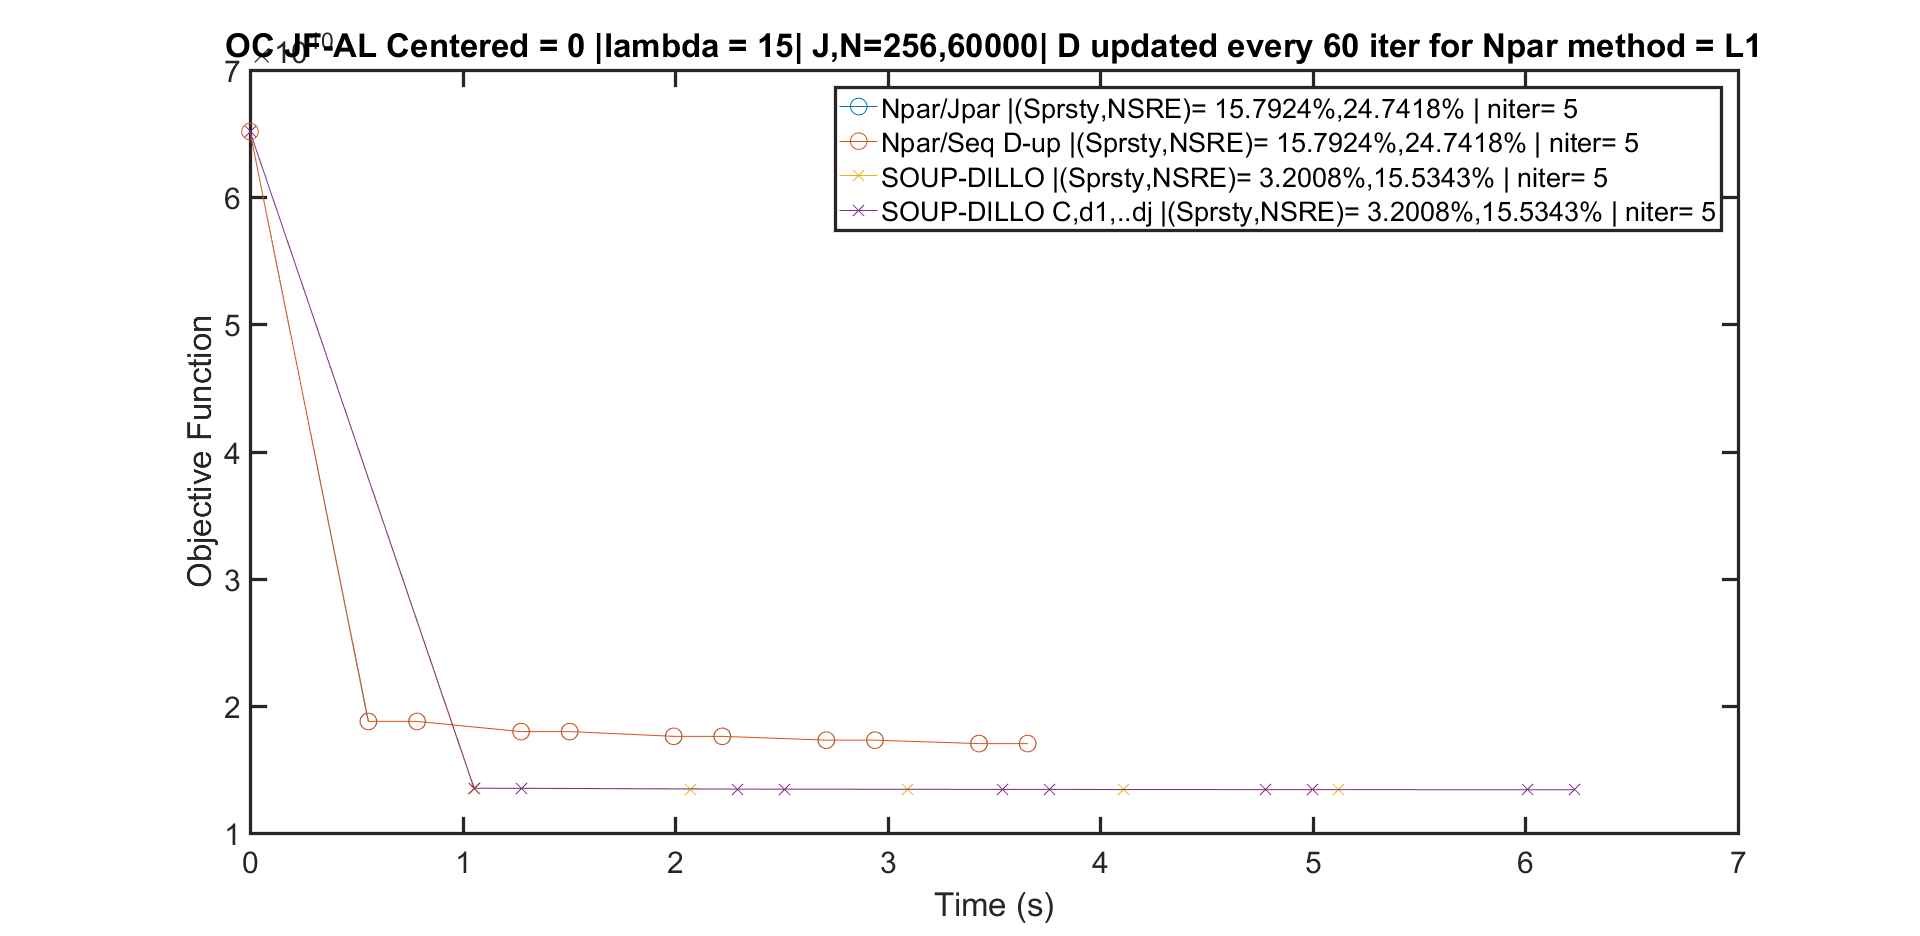 OC JF-AL Centered = 0 |lambda = 15| J,N=256,60000| D updated every 60 iter for Npar method = L1
×10^10
7
6
5
4
3
2
1
Objective Function
Npar/Jpar |(Sprsty,NSRE)= 15.7924%,24.7418% | niter= 5
Npar/Seq D-up |(Sprsty,NSRE)= 15.7924%,24.7418% | niter= 5
SOUP-DILLO |(Sprsty,NSRE)= 3.2008%,15.5343% | niter= 5
SOUP-DILLO C,d1,..dj |(Sprsty,NSRE)= 3.2008%,15.5343% | niter= 5
0 1 2 3 4 5 6 7
Time (s)